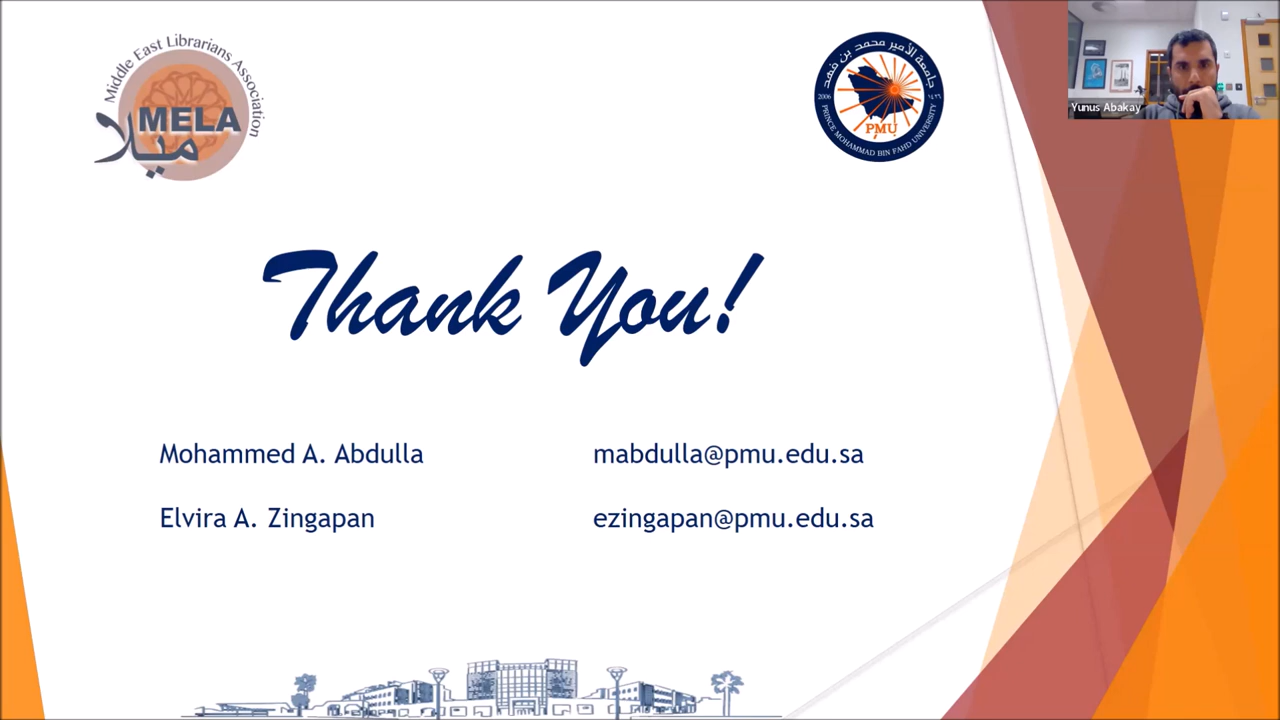 Middle East Librarians Association
MELA
ميلا
جامعة الأمير محمد بن فهد
2006
١٤٢٦
PMU
PRINCE MOHAMMAD BIN FAHD UNIVERSITY
Yunus Abakay
Thank You!
Mohammed A. Abdulla mabdulla@pmu.edu.sa
Elvira A. Zingapan ezingapan@pmu.edu.sa